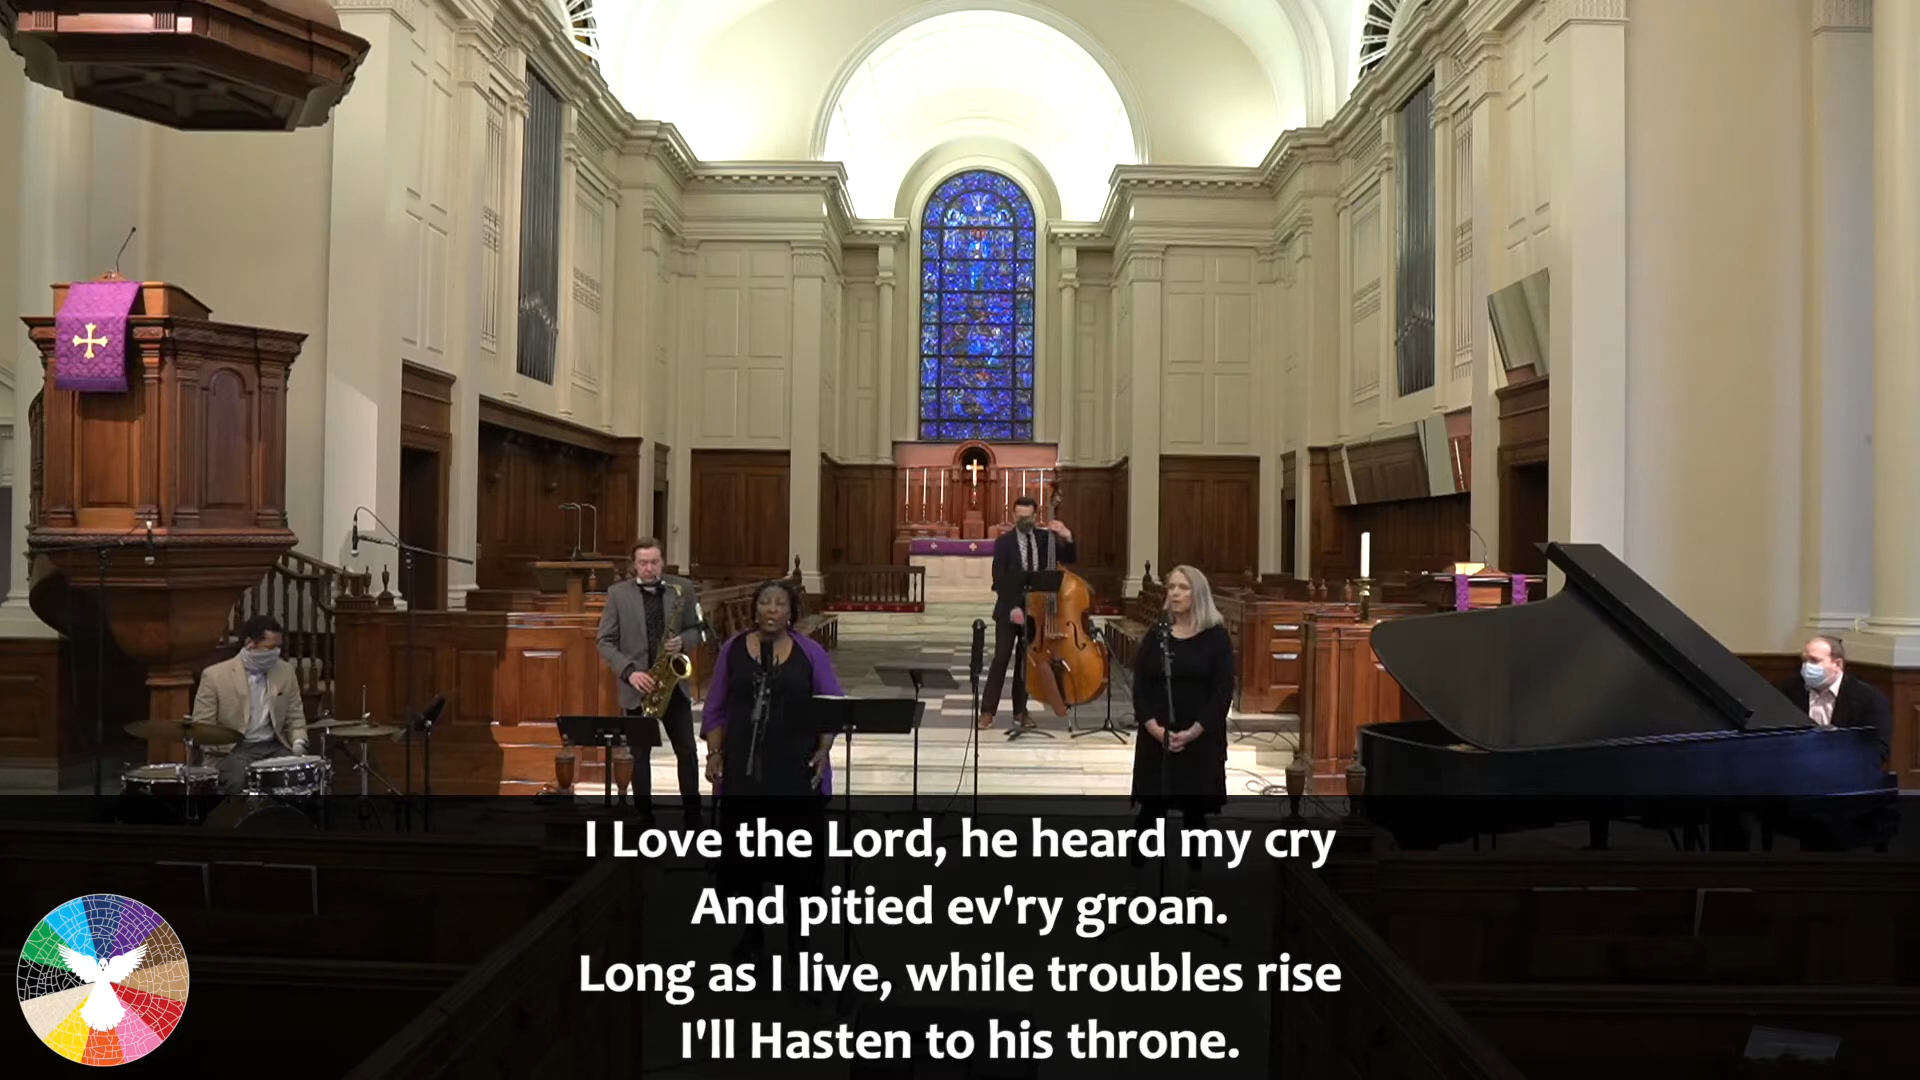 I Love the Lord, he heard my cry
And pitied ev'ry groan.
Long as I live, while troubles rise
I'll Hasten to his throne.